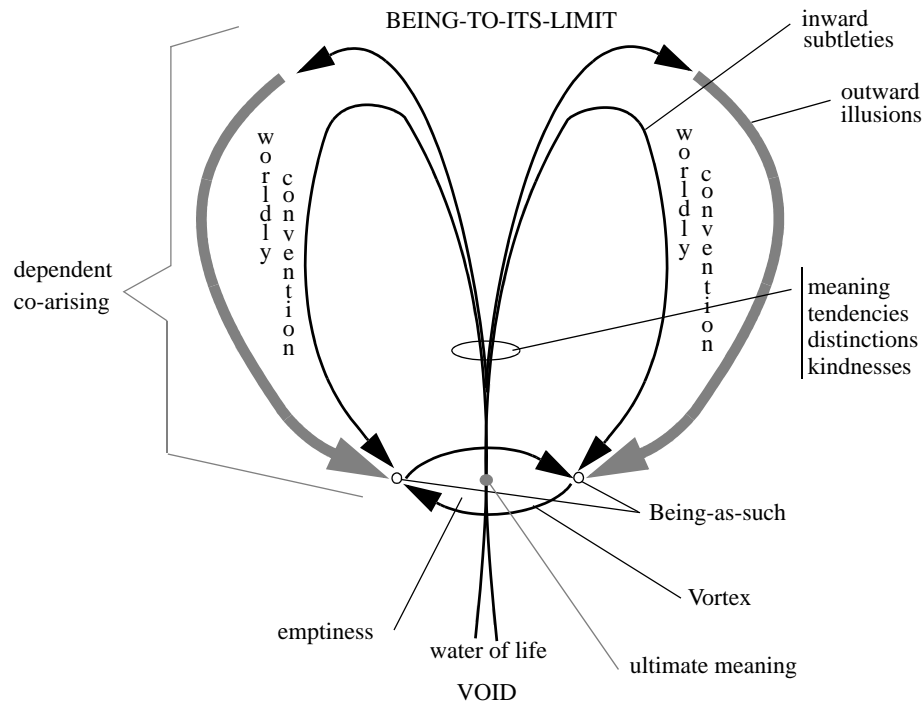 BEING-TO-ITS-LIMIT
inward
subtleties
outward
illusions
worldly
convention
worldly
convention
dependent
co-arising
meaning
tendencies
distinctions
kindnesses
Being-as-such
Vortex
emptiness
water of life
ultimate meaning
VOID